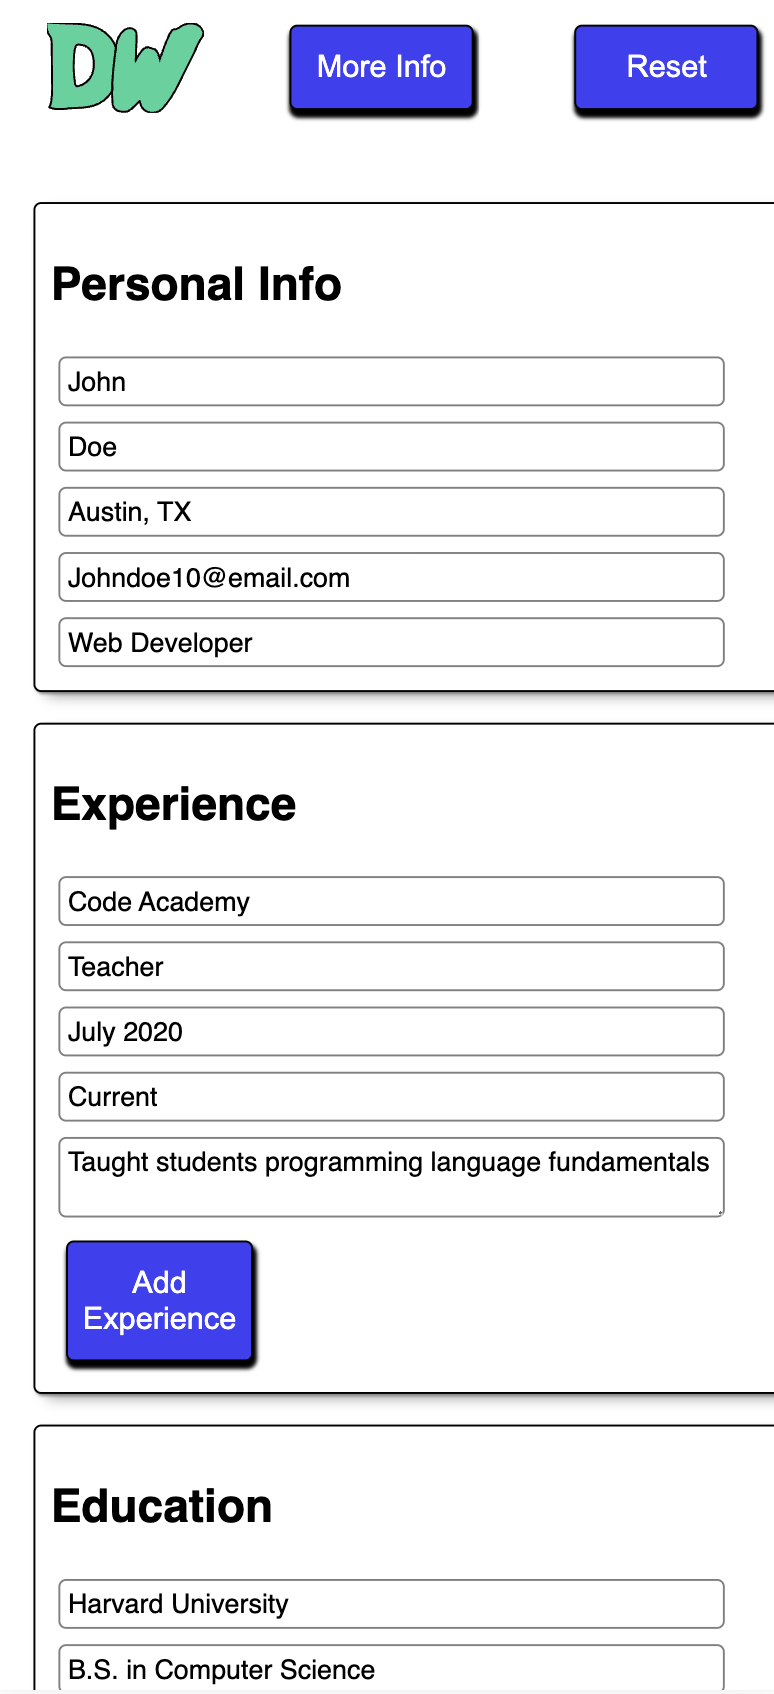 DW
More Info
Reset
Personal Info
John
Doe
Austin, TX
Johndoe10@email.com
Web Developer
Experience
Code Academy
Teacher
July 2020
Current
Taught students programming language fundamentals
Add
Experience
Education
Harvard University
B.S. in Computer Science